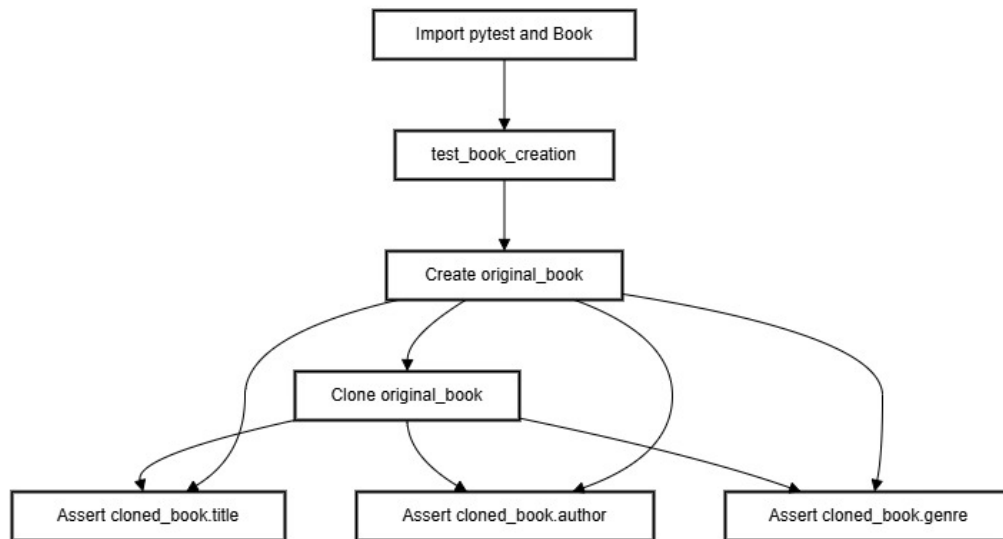 Import pytest and Book
test_book_creation
Create original_book
Clone original_book
Assert cloned_book.title
Assert cloned_book.author
Assert cloned_book.genre